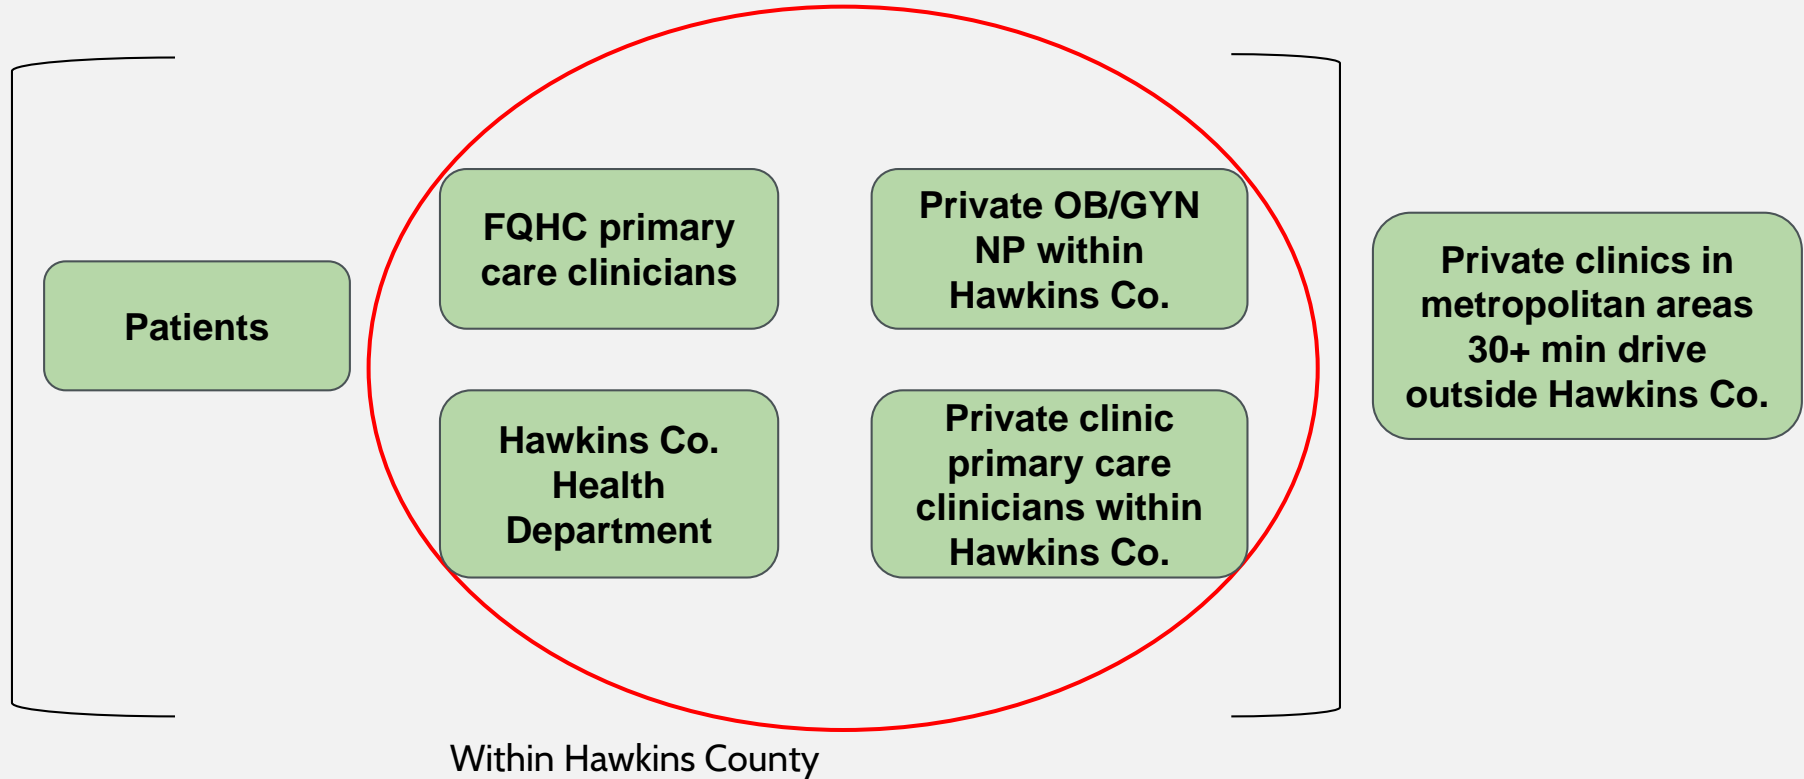 Patients
FQHC primary
care clinicians
Hawkins Co.
Health
Department
Private OB/GYN
NP within
Hawkins Co.
Private clinic
primary care
clinicians within
Hawkins Co.
Private clinics in
metropolitan areas
30+ min drive
outside Hawkins Co.
Within Hawkins County